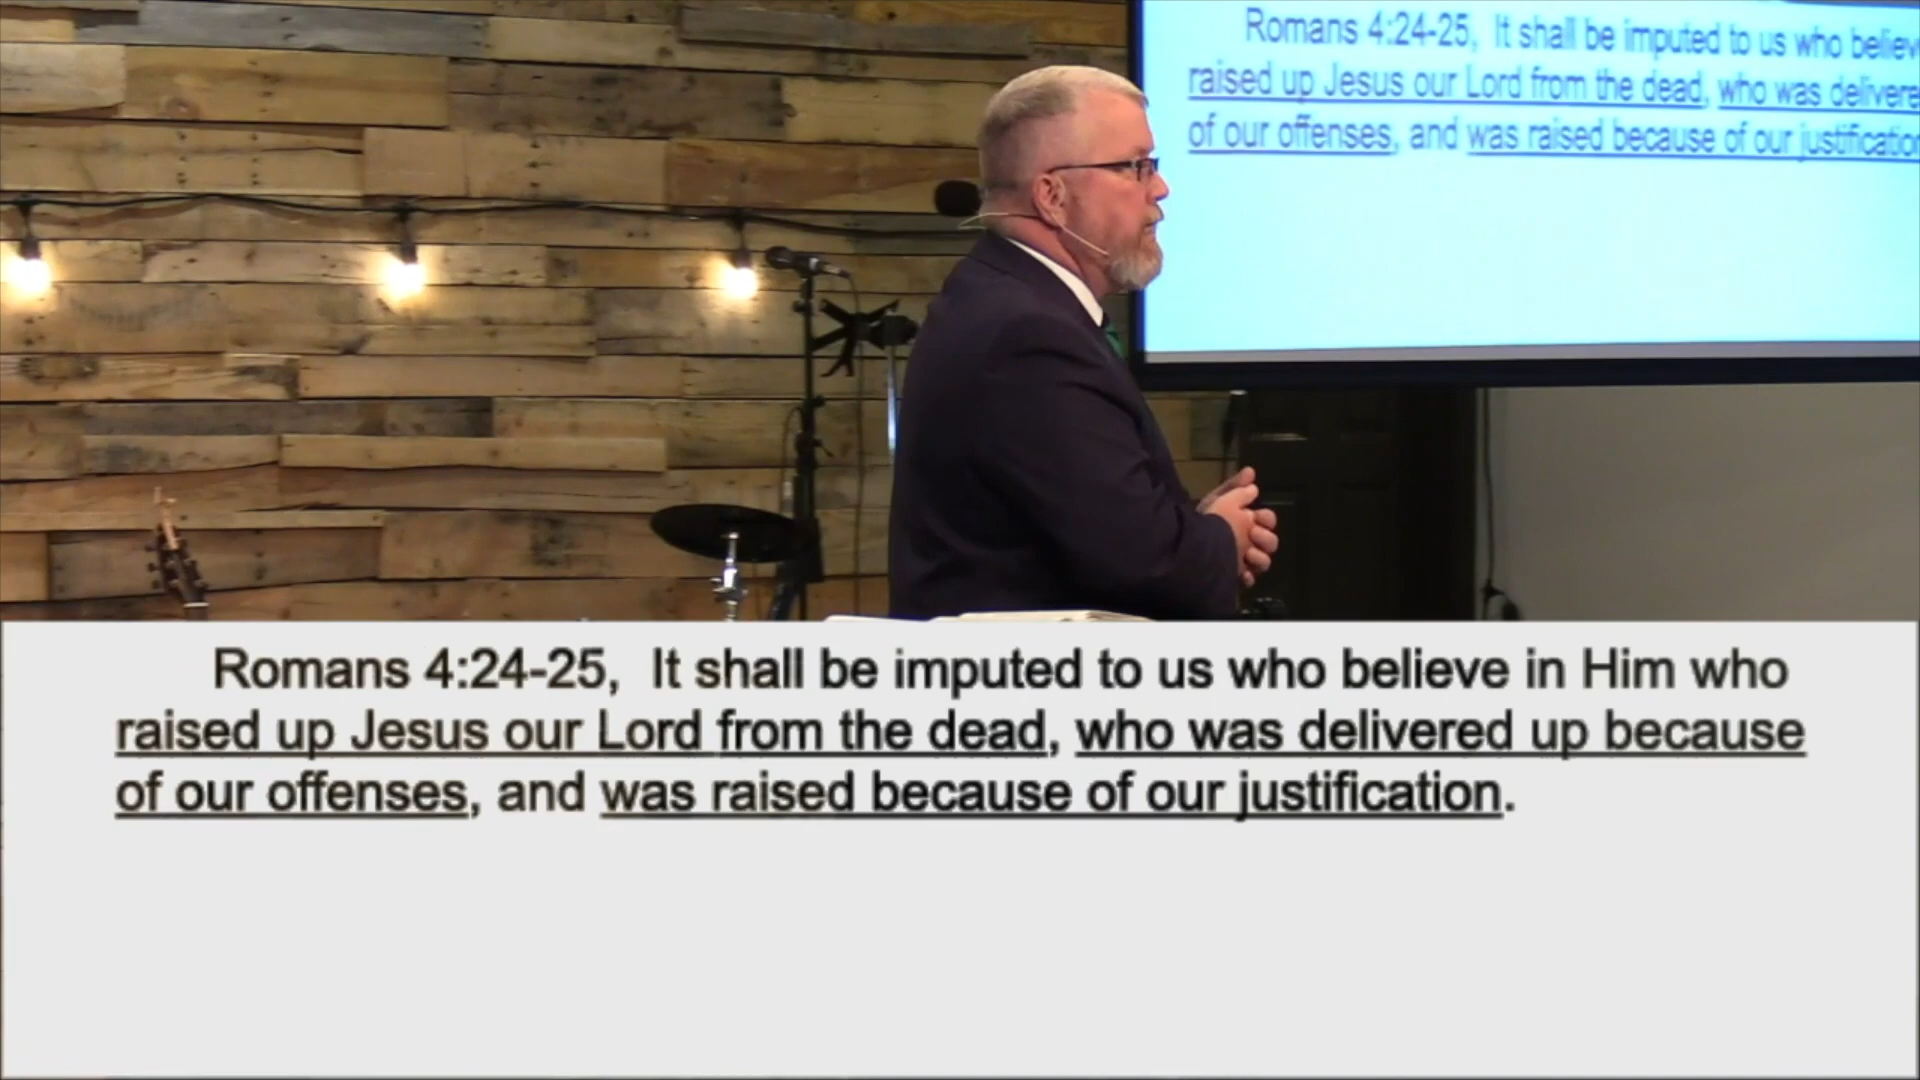 Romans 4:24-25, It shall be imputed to us who believ
raised up Jesus our Lord from the dead, who was delivere
of our offenses, and was raised because of our justification
Romans 4:24-25, It shall be imputed to us who believe in Him who
raised up Jesus our Lord from the dead, who was delivered up because
of our offenses, and was raised because of our justification.